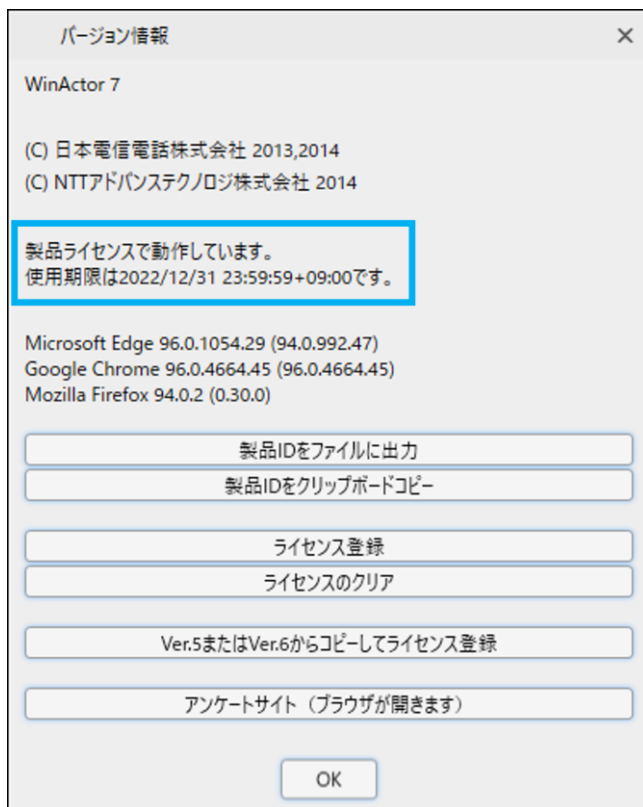 バージョン情報
WinActor 7
(C) 日本電信電話株式会社 2013,2014
(C) NTTアドバンステクノロジ株式会社 2014
製品ライセンスで動作しています。
使用期限は2022/12/31 23:59:59+09:00です。
Microsoft Edge 96.0.1054.29 (94.0.992.47)
Google Chrome 96.0.4664.45 (96.0.4664.45)
Mozilla Firefox 94.0.2 (0.30.0)
製品IDをファイルに出力
製品IDをクリップボードコピー
ライセンス登録
ライセンスのクリア
Ver.5またはVer.6からコピーしてライセンス登録
アンケートサイト（ブラウザが開きます）
OK